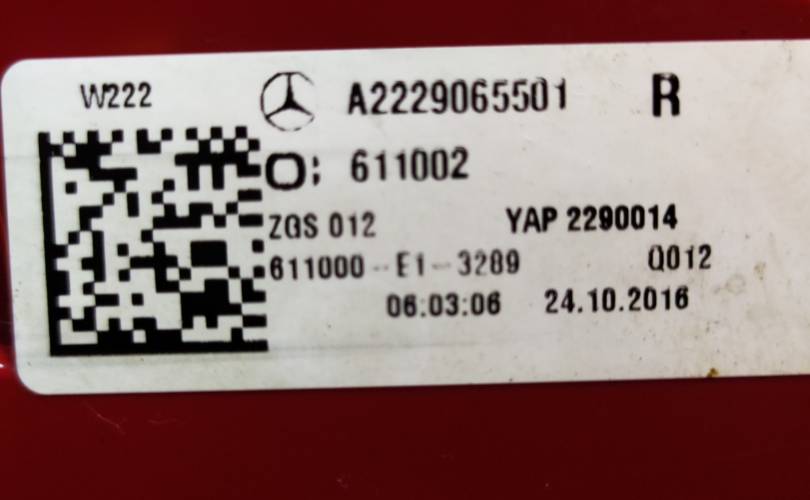 W222 A2229065501 R
O: 611002
ZGS 012 YAP 2290014
611000-E1-3289 Q012
06:03:06 24.10.2016